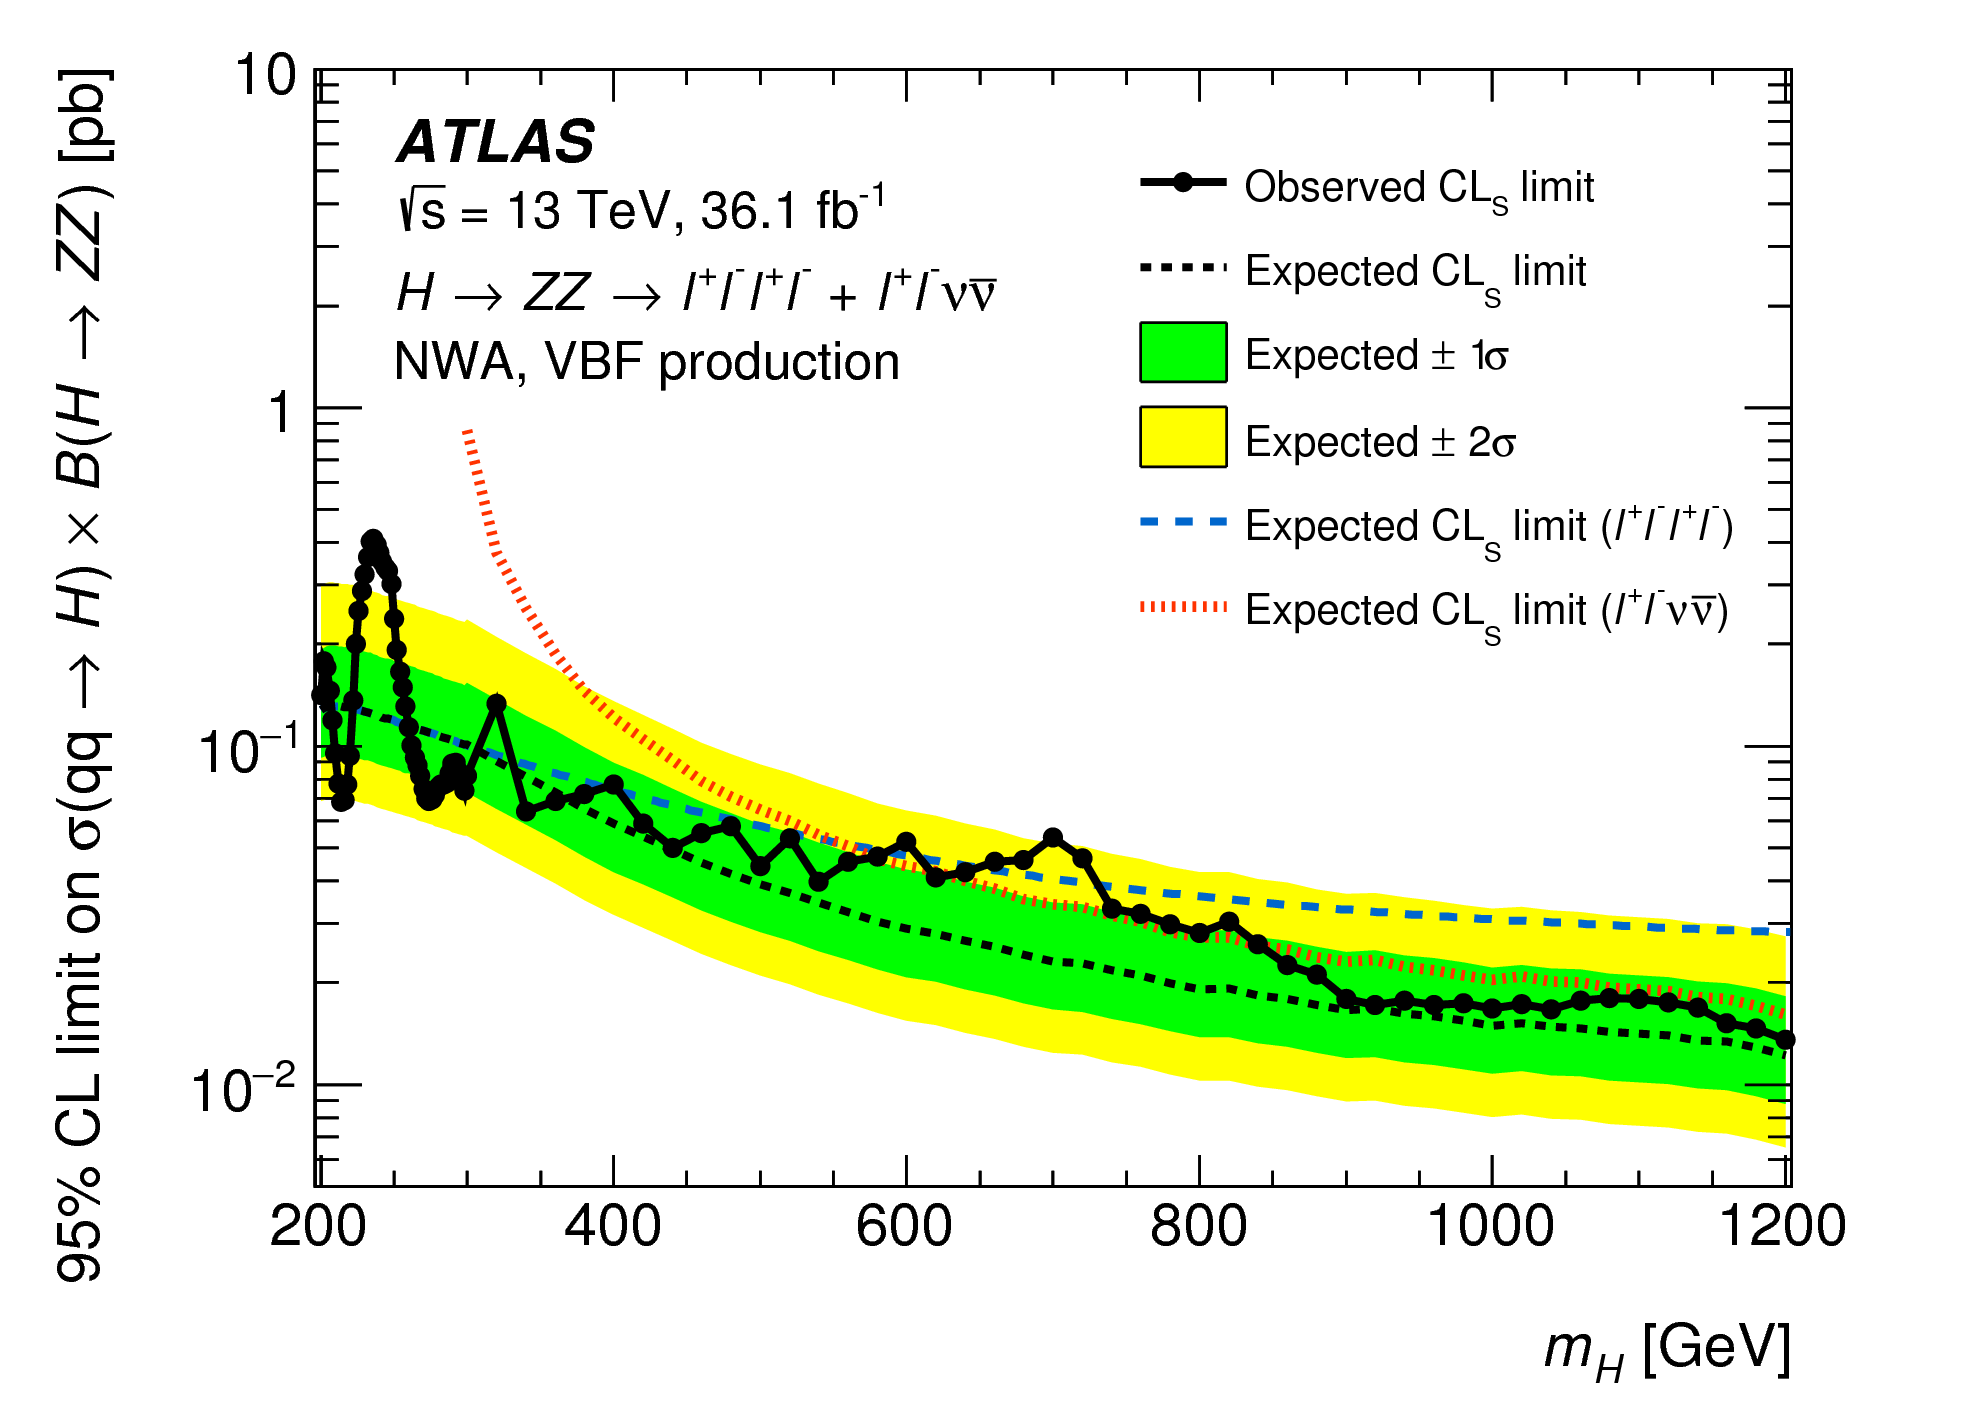 95% CL limit on σ(qq → H) × B(H → ZZ) [pb]
10
1
10⁻¹
10⁻²
ATLAS
√s = 13 TeV, 36.1 fb⁻¹
H → ZZ → l⁺l⁻l⁺l⁻ + l⁺l⁻νν̅
NWA, VBF production
Observed CLS limit
Expected CLS limit
Expected ± 1σ
Expected ± 2σ
Expected CLS limit (l⁺l⁻l⁺l⁻)
Expected CLS limit (l⁺l⁻νν̅)
200 400 600 800 1000 1200
mH [GeV]